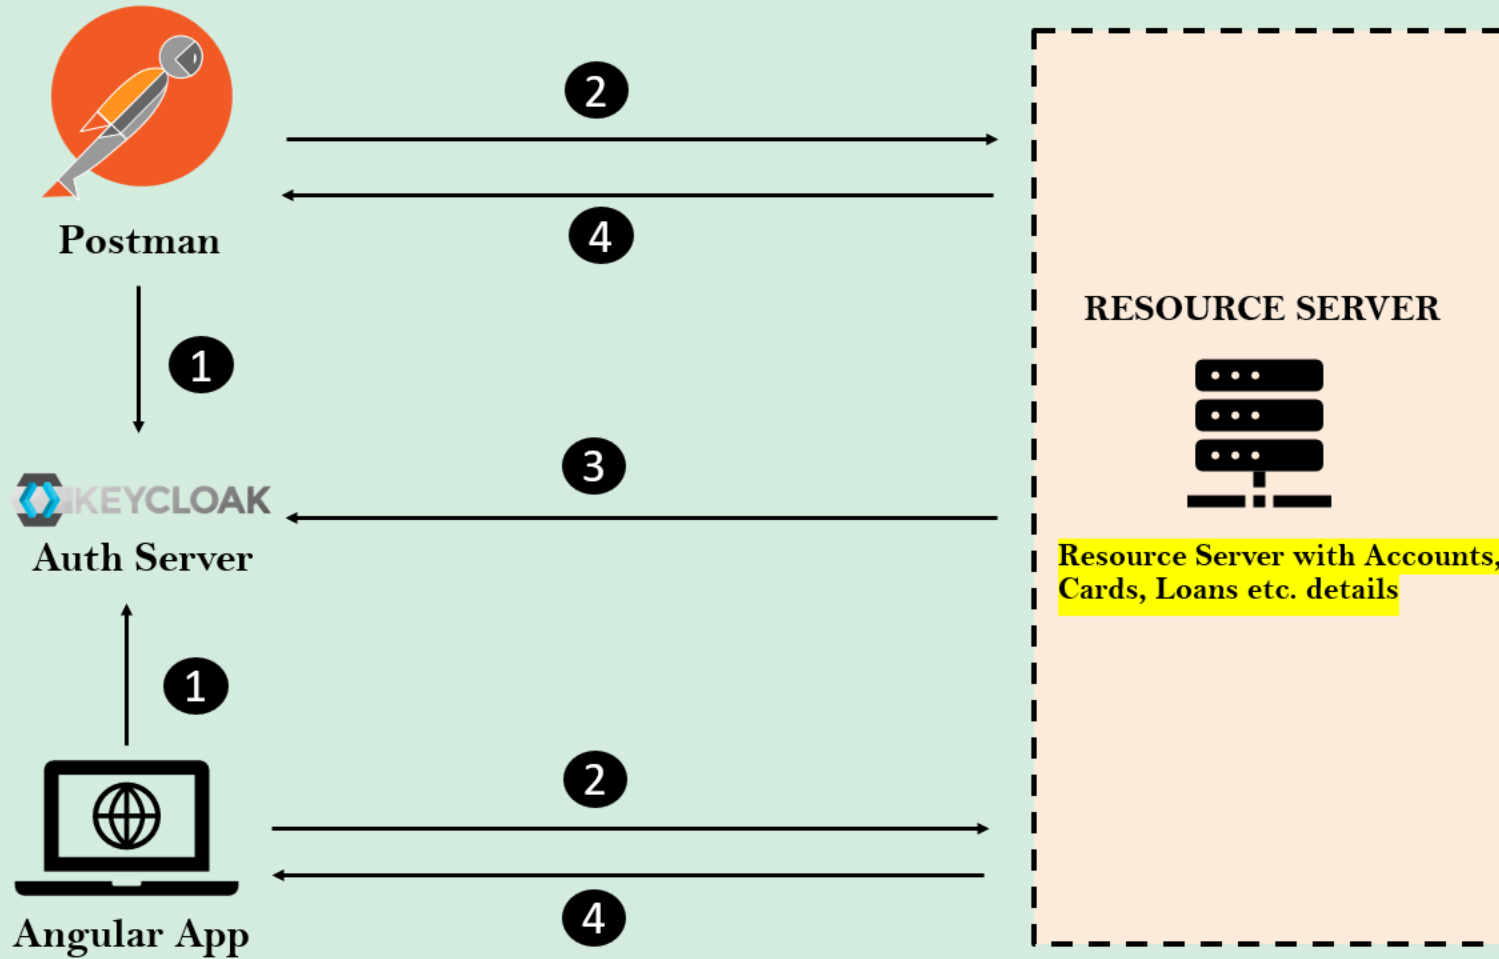 2
4
Postman
RESOURCE SERVER
1
3
KEYCLOAK
Auth Server
Resource Server with Accounts,
Cards, Loans etc. details
1
2
4
Angular App